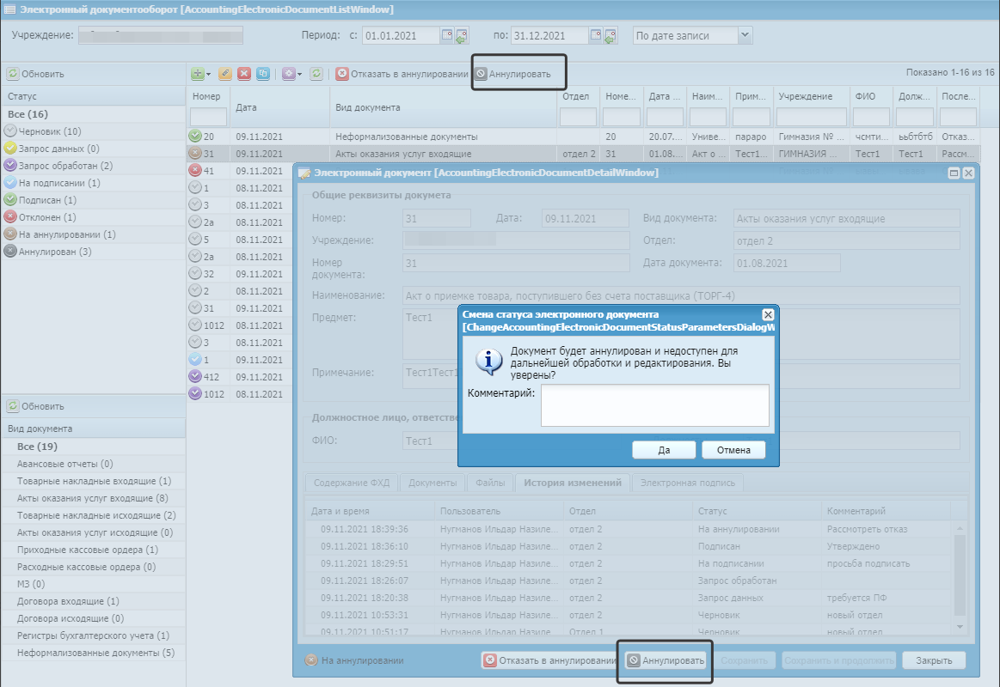 Электронный документооборот [AccountingElectronicDocumentListWindow]
Учреждение: Период: с: 01.01.2021 по: 31.12.2021 По дате записи
Обновить Отказать в аннулировании Аннулировать Показано 1-16 из 16
Статус
Все (16)
Черновик (10)
Запрос данных (0)
Запрос обработан (2)
На подписании (1)
Подписан (1)
Отклонен (1)
На аннулировании (1)
Аннулирован (3)
Номер Дата Вид документа Отдел Номе... Дата ... Наим... Прим... Учреждение ФИО Долж... После...
20 09.11.2021 Неформализованные документы 20 20.07.... Униве... пararo Гимназия № ... чсмти... ььбтбтб Отказ...
31 09.11.2021 Акты оказания услуг входящие отдел 2 31 01.08.... Акт о ... Тест1... ГИМНАЗИЯ ... Тест1 Тест1 Рассм...
41 09.11.2021
1 08.11.2021
3 08.11.2021
2а 08.11.2021
5 08.11.2021
2а 08.11.2021
32 09.11.2021
2 08.11.2021
31 09.11.2021
1012 08.11.2021
3 08.11.2021
1 09.11.2021
412 09.11.2021
1012 08.11.2021
Обновить
Вид документа
Все (19)
Авансовые отчеты (0)
Товарные накладные входящие (1)
Акты оказания услуг входящие (8)
Товарные накладные исходящие (2)
Акты оказания услуг исходящие (0)
Приходные кассовые ордера (1)
Расходные кассовые ордера (0)
МЗ (0)
Договора входящие (1)
Договора исходящие (0)
Регистры бухгалтерского учета (1)
Неформализованные документы (5)
Электронный документ [AccountingElectronicDocumentDetailWindow]
Общие реквизиты докумета
Номер: 31 Дата: 09.11.2021 Вид документа: Акты оказания услуг входящие
Учреждение: Отдел: отдел 2
Номер документа: 31 Дата документа: 01.08.2021
Наименование: Акт о приемке товара, поступившего без счета поставщика (ТОРГ-4)
Предмет: Тест1
Примечание: Тест1Тест1
Должностное лицо, ответстве
ФИО: Тест1
Смена статуса электронного документа
[ChangeAccountingElectronicDocumentStatusParametersDialogW
Документ будет аннулирован и недоступен для
дальнейшей обработки и редактирования. Вы
уверены?
Комментарий:
Да Отмена
Содержание ФХД Документы Файлы История изменений Электронная подпись
Дата и время Пользователь Отдел Статус Комментарий
09.11.2021 18:39:36 Нугманов Ильдар Назиле... отдел 2 На аннулировании Рассмотреть отказ
09.11.2021 18:36:10 Нугманов Ильдар Назиле... отдел 2 Подписан Утверждено
09.11.2021 18:29:51 Нугманов Ильдар Назиле... отдел 2 На подписании просьба подписать
09.11.2021 18:26:07 Нугманов Ильдар Назиле... отдел 2 Запрос обработан
09.11.2021 18:20:38 Нугманов Ильдар Назиле... отдел 2 Запрос данных требуется ПФ
09.11.2021 10:53:31 Нугманов Ильдар Назиле... отдел 2 Черновик новый отдел
09.11.2021 10:51:17 Нугманов Ильдар Назиле... Отдел 1 Черновик новый отдел
На аннулировании Отказать в аннулировании Аннулировать Сохранить Сохранить и продолжить Закрыть